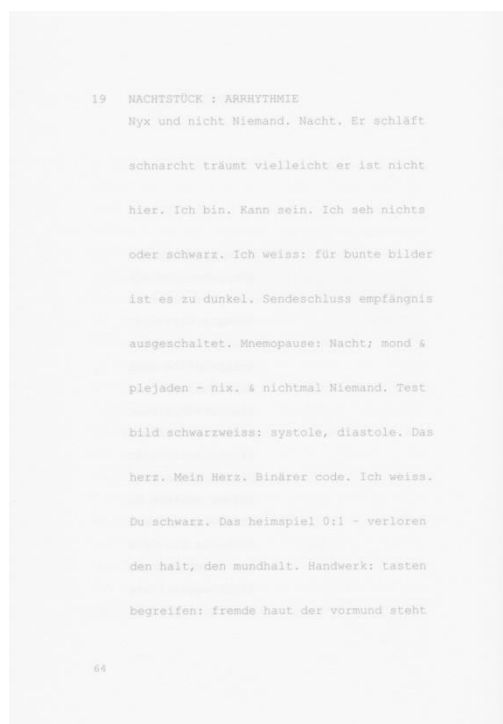 19 NACHTSTÜCK : ARRHYTHMIE
Nyx und nicht Niemand. Nacht. Er schläft
schnarcht träumt vielleicht er ist nicht
hier. Ich bin. Kann sein. Ich seh nichts
oder schwarz. Ich weiss: für bunte bilder
ist es zu dunkel. Sendeschluss empfängnis
ausgeschaltet. Mnemopause: Nacht; mond &
plejaden – nix. & nichtmal Niemand. Test
bild schwarzweiss: systole, diastole. Das
herz. Mein Herz. Binärer code. Ich weiss.
Du schwarz. Das heimspiel 0:1 – verloren
den halt, den mundhalt. Handwerk: tasten
begreifen: fremde haut der vormund steht
64